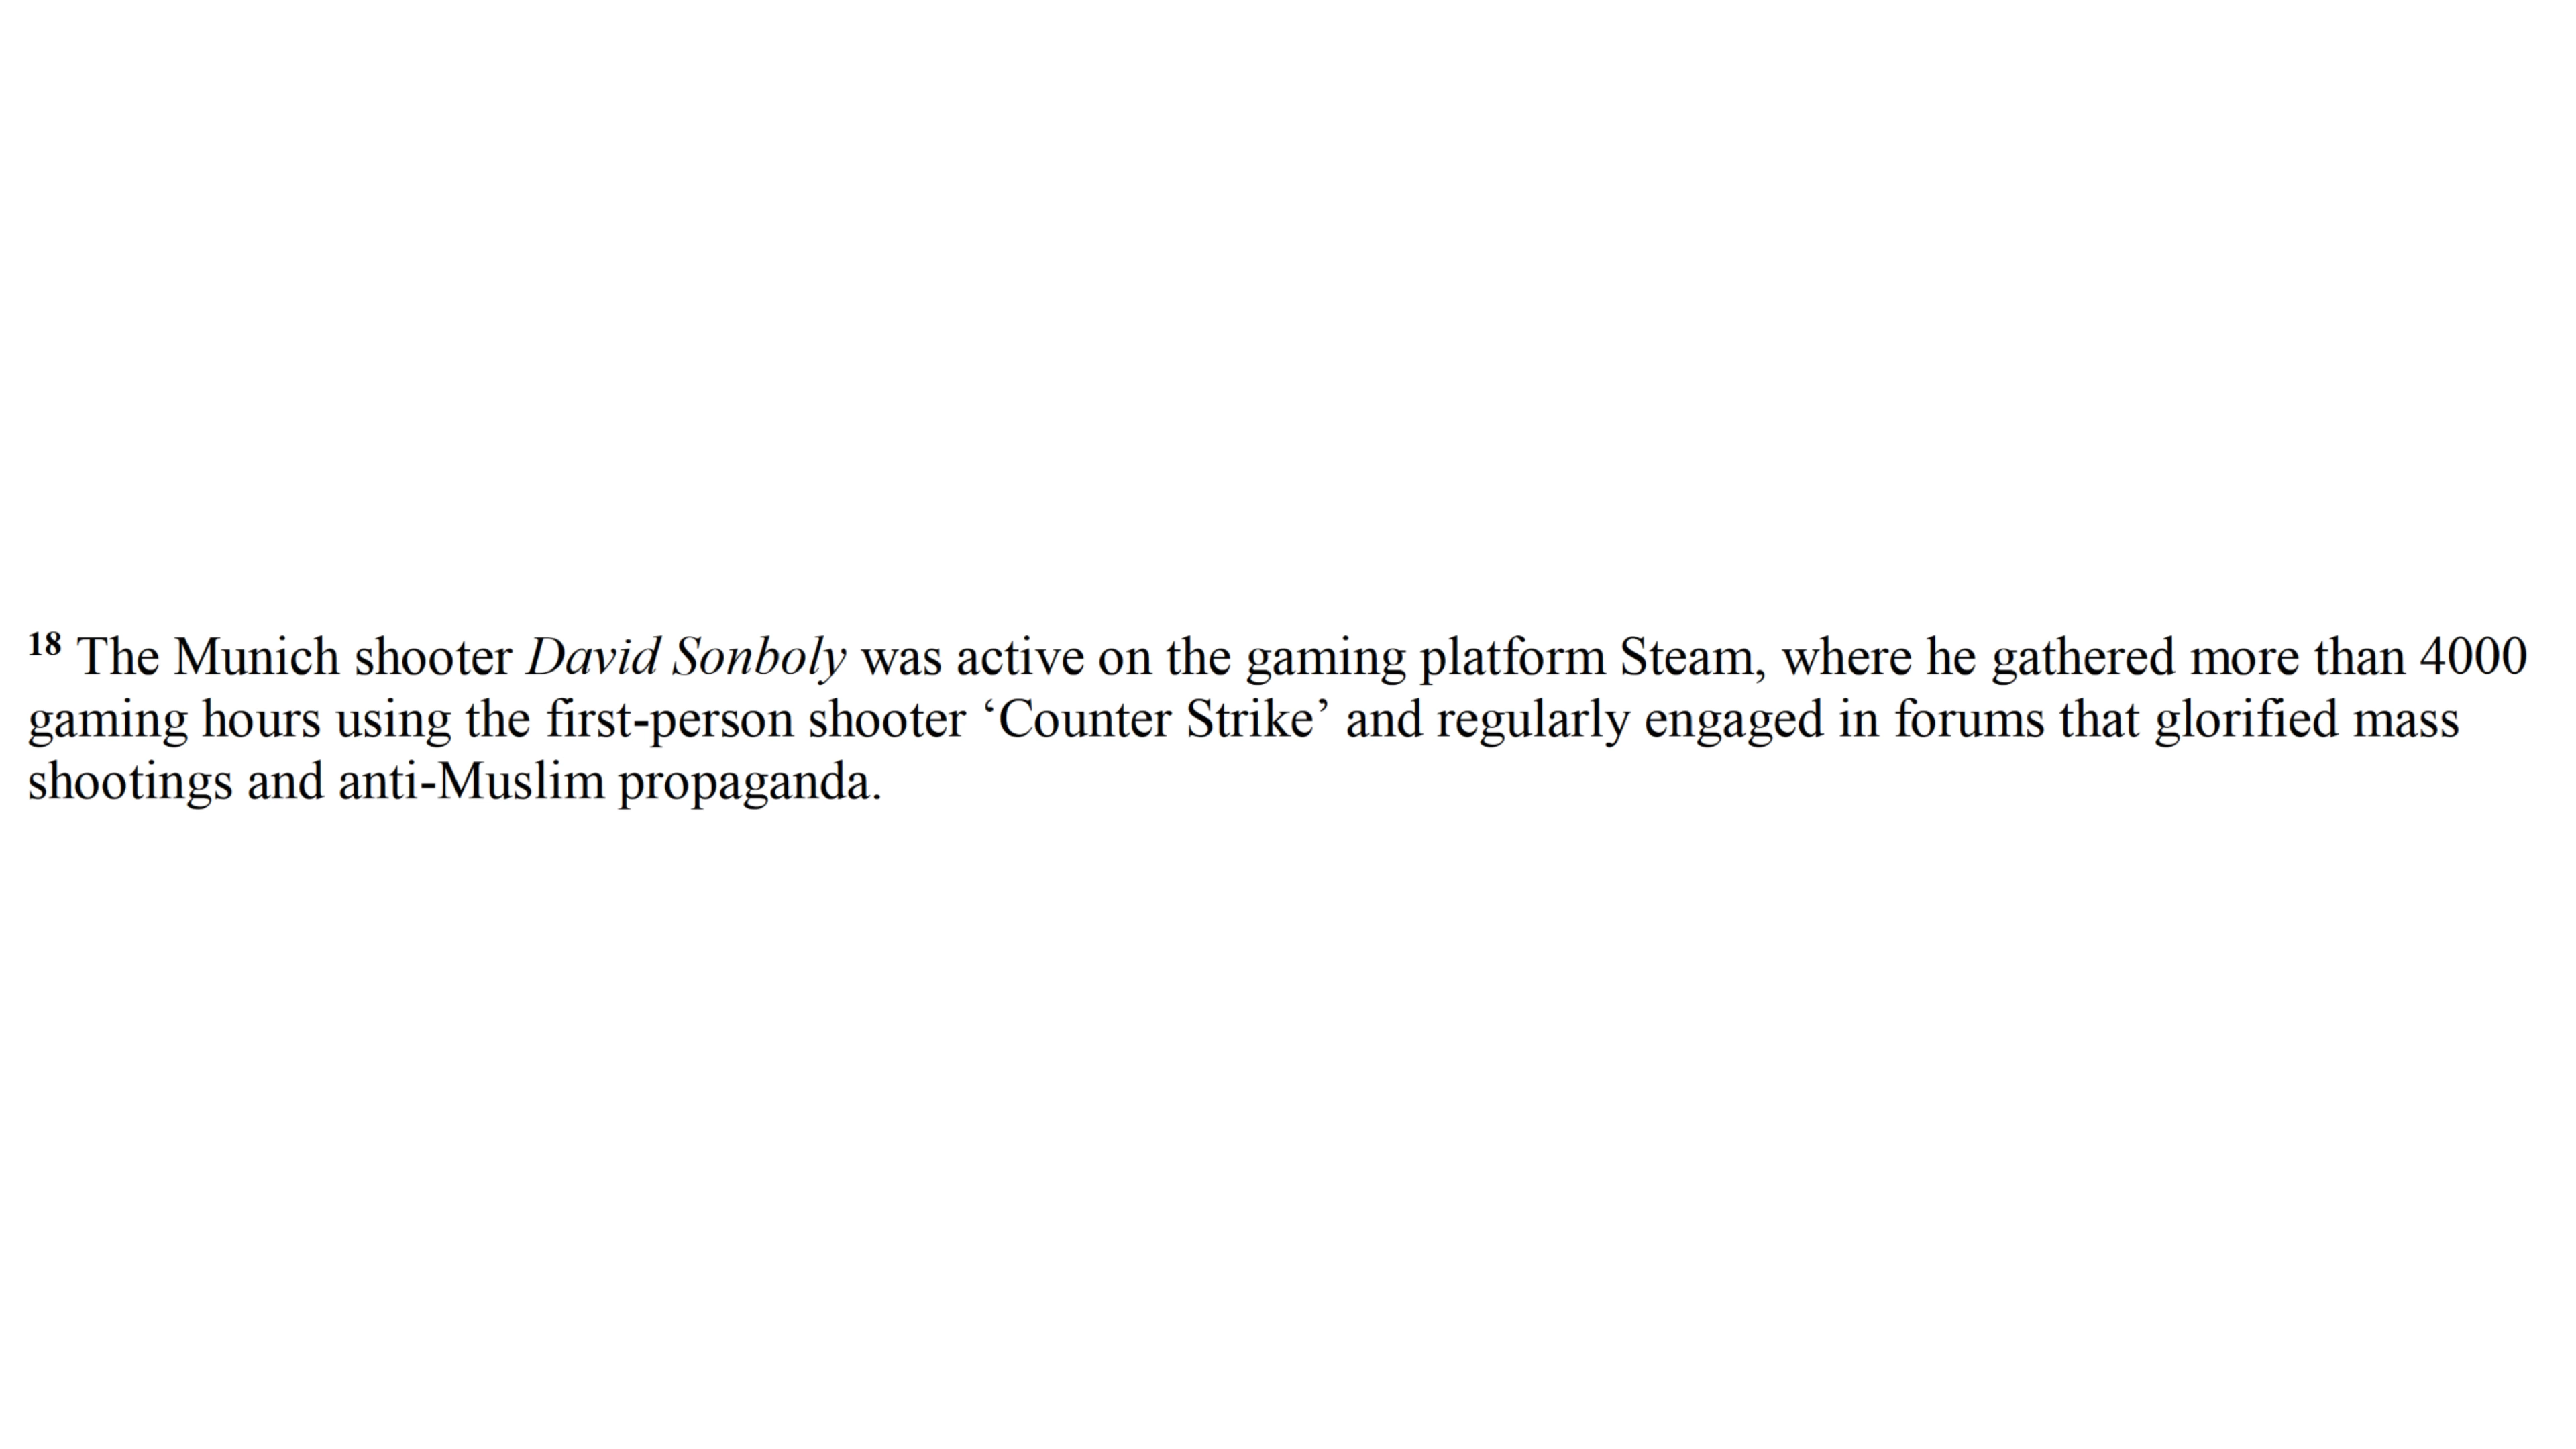 18 The Munich shooter David Sonboly was active on the gaming platform Steam, where he gathered more than 4000
gaming hours using the first-person shooter ‘Counter Strike’ and regularly engaged in forums that glorified mass
shootings and anti-Muslim propaganda.